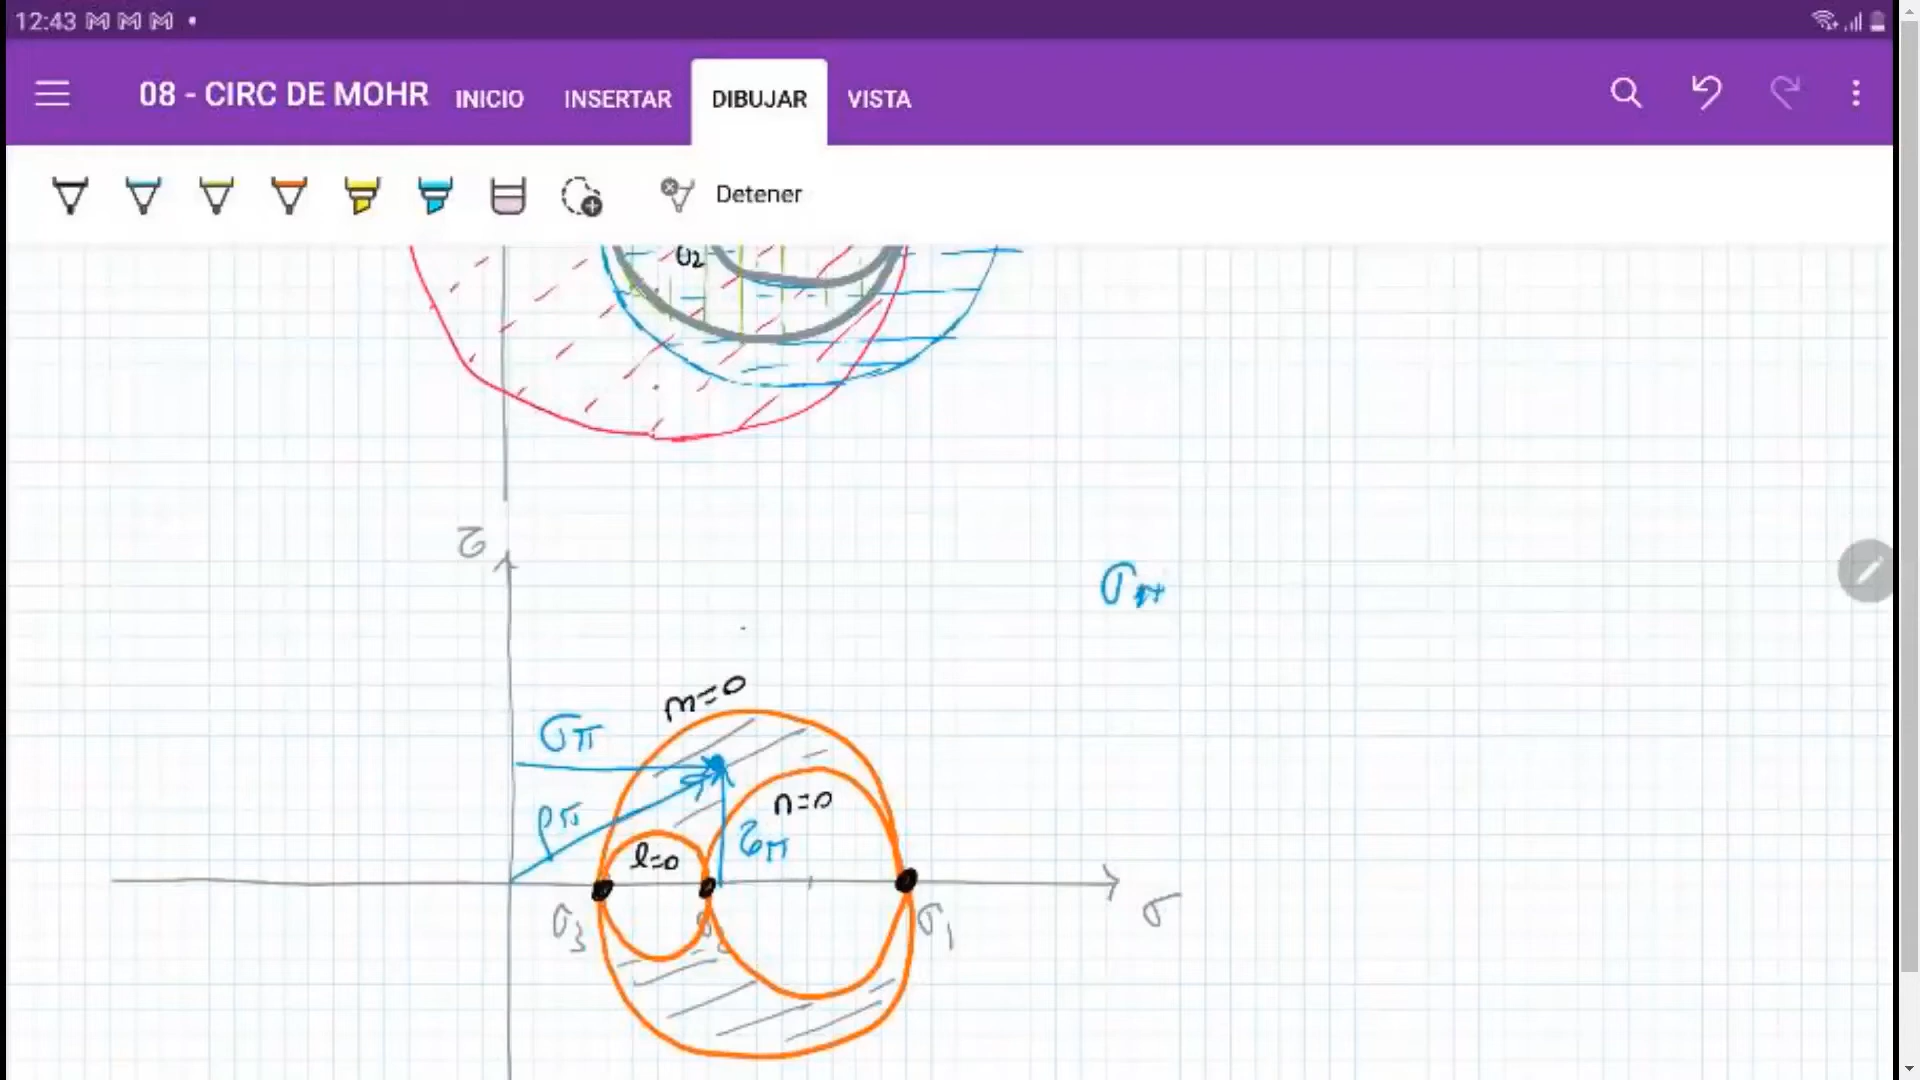 12:43
08 - CIRC DE MOHR INICIO INSERTAR DIBUJAR VISTA
Detener
σ2
τ
m=0
σπ
n=0
ρπ
τπ
l=0
σ3
σ1
σ